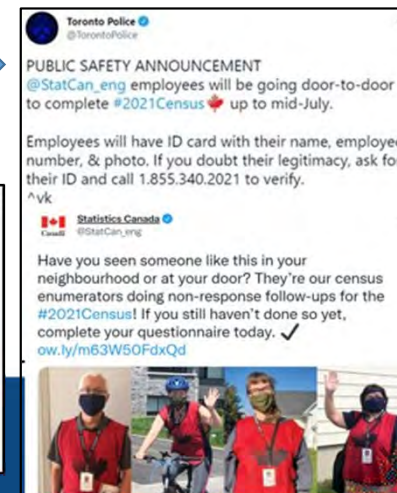 Toronto Police
@TorontoPolice
PUBLIC SAFETY ANNOUNCEMENT
@StatCan_eng employees will be going door-to-door
to complete #2021Census🍁 up to mid-July.
Employees will have ID card with their name, employee
number, & photo. If you doubt their legitimacy, ask fo
their ID and call 1.855.340.2021 to verify.
^vk
Statistics Canada
Canada @StatCan_eng
Have you seen someone like this in your
neighbourhood or at your door? They're our census
enumerators doing non-response follow-ups for the
#2021Census! If you still haven't done so yet,
complete your questionnaire today. ✓
ow.ly/m63W50FdxQd